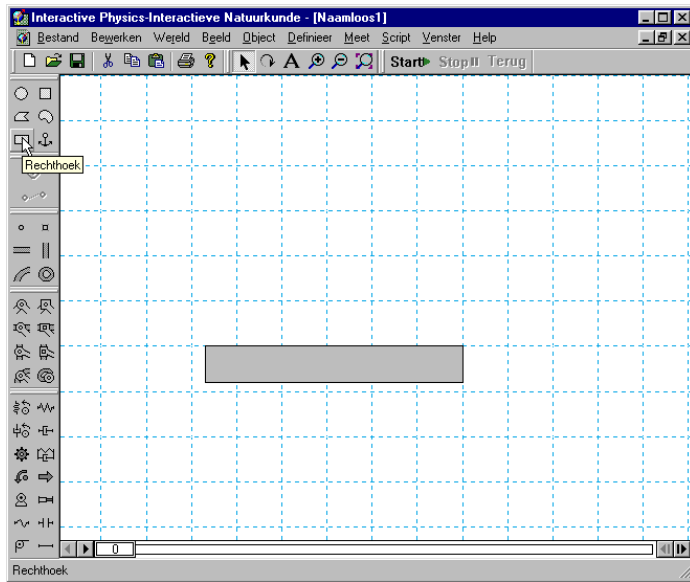 Interactive Physics-Interactieve Natuurkunde - [Naamloos1]
Bestand Bewerken Wereld Beeld Object Definieer Meet Script Venster Help
A Start Stop Terug
Rechthoek
0
Rechthoek